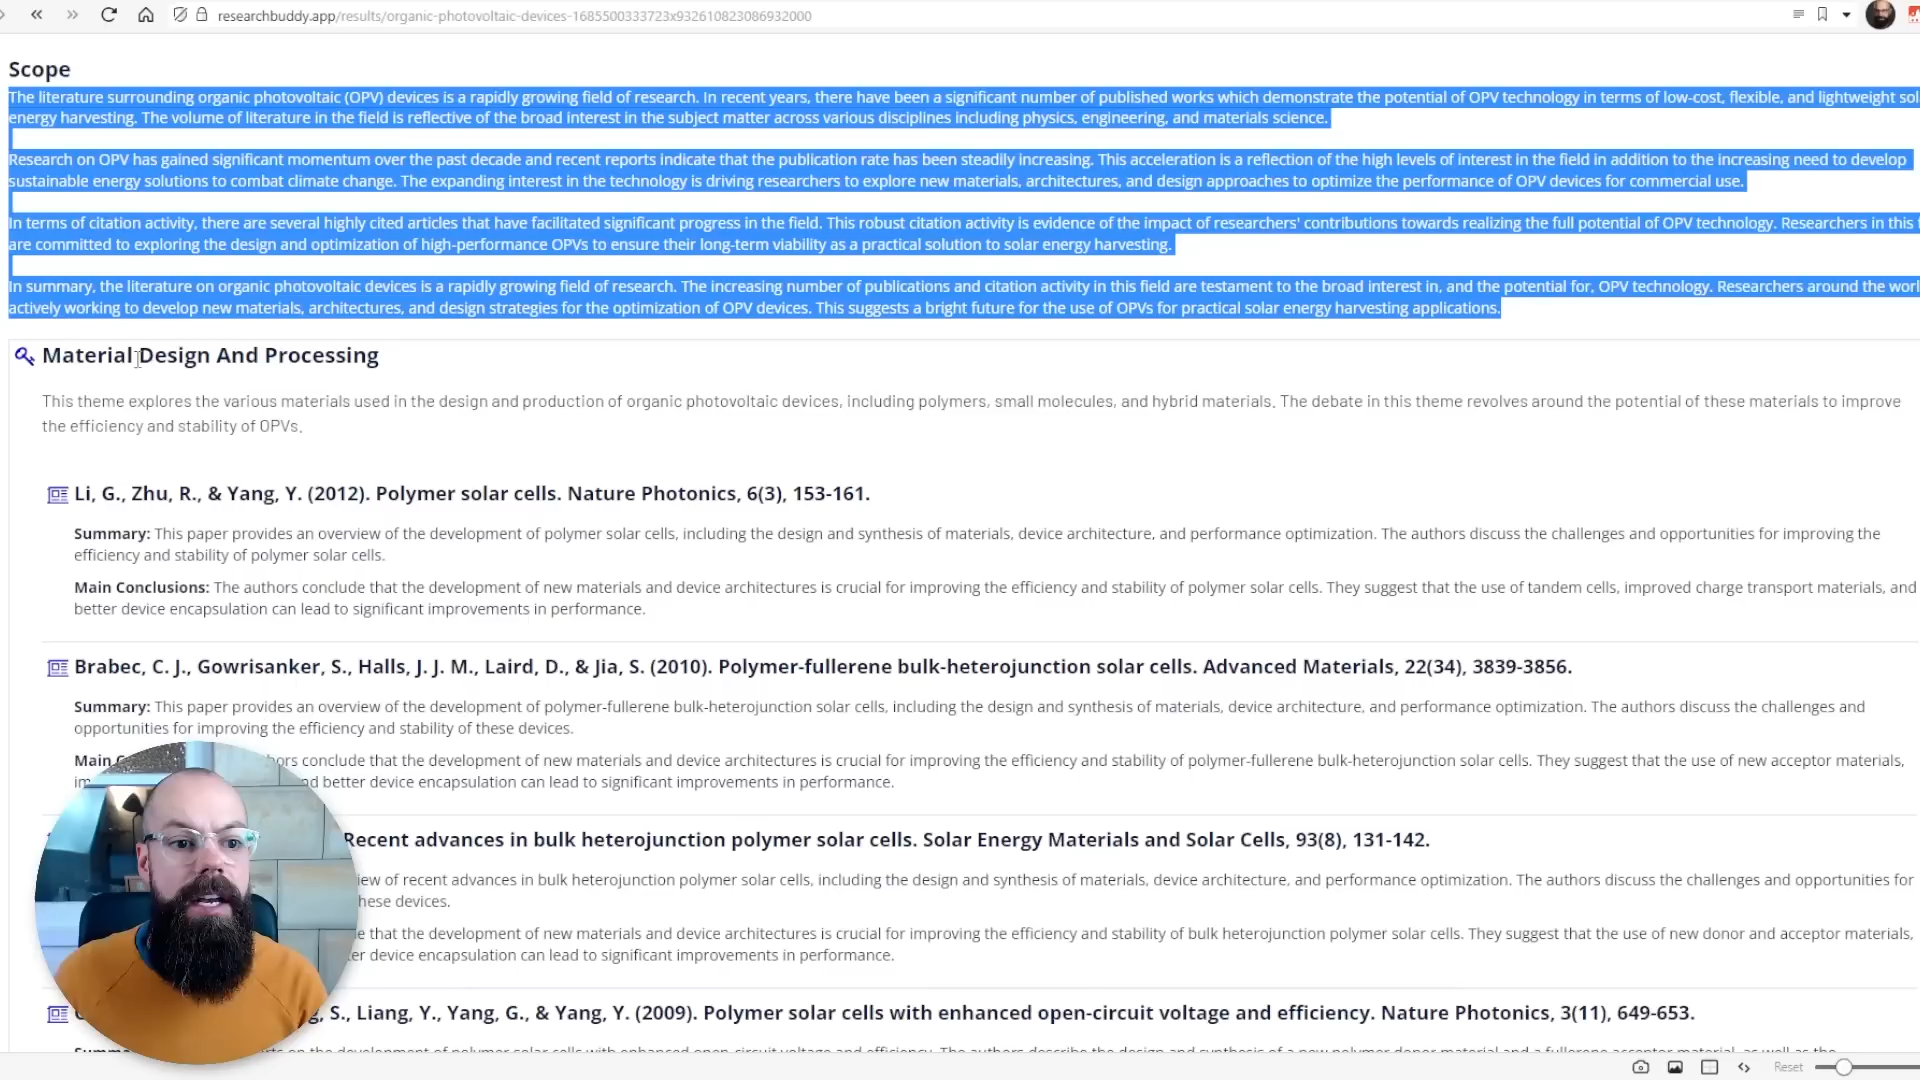 researchbuddy.app/results/organic-photovoltaic-devices-1685500333723x932610823086932000
Scope
The literature surrounding organic photovoltaic (OPV) devices is a rapidly growing field of research. In recent years, there have been a significant number of published works which demonstrate the potential of OPV technology in terms of low-cost, flexible, and lightweight sol
energy harvesting. The volume of literature in the field is reflective of the broad interest in the subject matter across various disciplines including physics, engineering, and materials science.
Research on OPV has gained significant momentum over the past decade and recent reports indicate that the publication rate has been steadily increasing. This acceleration is a reflection of the high levels of interest in the field in addition to the increasing need to develop
sustainable energy solutions to combat climate change. The expanding interest in the technology is driving researchers to explore new materials, architectures, and design approaches to optimize the performance of OPV devices for commercial use.
In terms of citation activity, there are several highly cited articles that have facilitated significant progress in the field. This robust citation activity is evidence of the impact of researchers' contributions towards realizing the full potential of OPV technology. Researchers in this f
are committed to exploring the design and optimization of high-performance OPVs to ensure their long-term viability as a practical solution to solar energy harvesting.
In summary, the literature on organic photovoltaic devices is a rapidly growing field of research. The increasing number of publications and citation activity in this field are testament to the broad interest in, and the potential for, OPV technology. Researchers around the worl
actively working to develop new materials, architectures, and design strategies for the optimization of OPV devices. This suggests a bright future for the use of OPVs for practical solar energy harvesting applications.
Material Design And Processing
This theme explores the various materials used in the design and production of organic photovoltaic devices, including polymers, small molecules, and hybrid materials. The debate in this theme revolves around the potential of these materials to improve
the efficiency and stability of OPVs.
Li, G., Zhu, R., & Yang, Y. (2012). Polymer solar cells. Nature Photonics, 6(3), 153-161.
Summary: This paper provides an overview of the development of polymer solar cells, including the design and synthesis of materials, device architecture, and performance optimization. The authors discuss the challenges and opportunities for improving the
efficiency and stability of polymer solar cells.
Main Conclusions: The authors conclude that the development of new materials and device architectures is crucial for improving the efficiency and stability of polymer solar cells. They suggest that the use of tandem cells, improved charge transport materials, and
better device encapsulation can lead to significant improvements in performance.
Brabec, C. J., Gowrisanker, S., Halls, J. J. M., Laird, D., & Jia, S. (2010). Polymer-fullerene bulk-heterojunction solar cells. Advanced Materials, 22(34), 3839-3856.
Summary: This paper provides an overview of the development of polymer-fullerene bulk-heterojunction solar cells, including the design and synthesis of materials, device architecture, and performance optimization. The authors discuss the challenges and
opportunities for improving the efficiency and stability of these devices.
Main hors conclude that the development of new materials and device architectures is crucial for improving the efficiency and stability of polymer-fullerene bulk-heterojunction solar cells. They suggest that the use of new acceptor materials,
nd better device encapsulation can lead to significant improvements in performance.
Recent advances in bulk heterojunction polymer solar cells. Solar Energy Materials and Solar Cells, 93(8), 131-142.
iew of recent advances in bulk heterojunction polymer solar cells, including the design and synthesis of materials, device architecture, and performance optimization. The authors discuss the challenges and opportunities for
hese devices.
e that the development of new materials and device architectures is crucial for improving the efficiency and stability of bulk heterojunction polymer solar cells. They suggest that the use of new donor and acceptor materials,
er device encapsulation can lead to significant improvements in performance.
g, S., Liang, Y., Yang, G., & Yang, Y. (2009). Polymer solar cells with enhanced open-circuit voltage and efficiency. Nature Photonics, 3(11), 649-653.
Reset